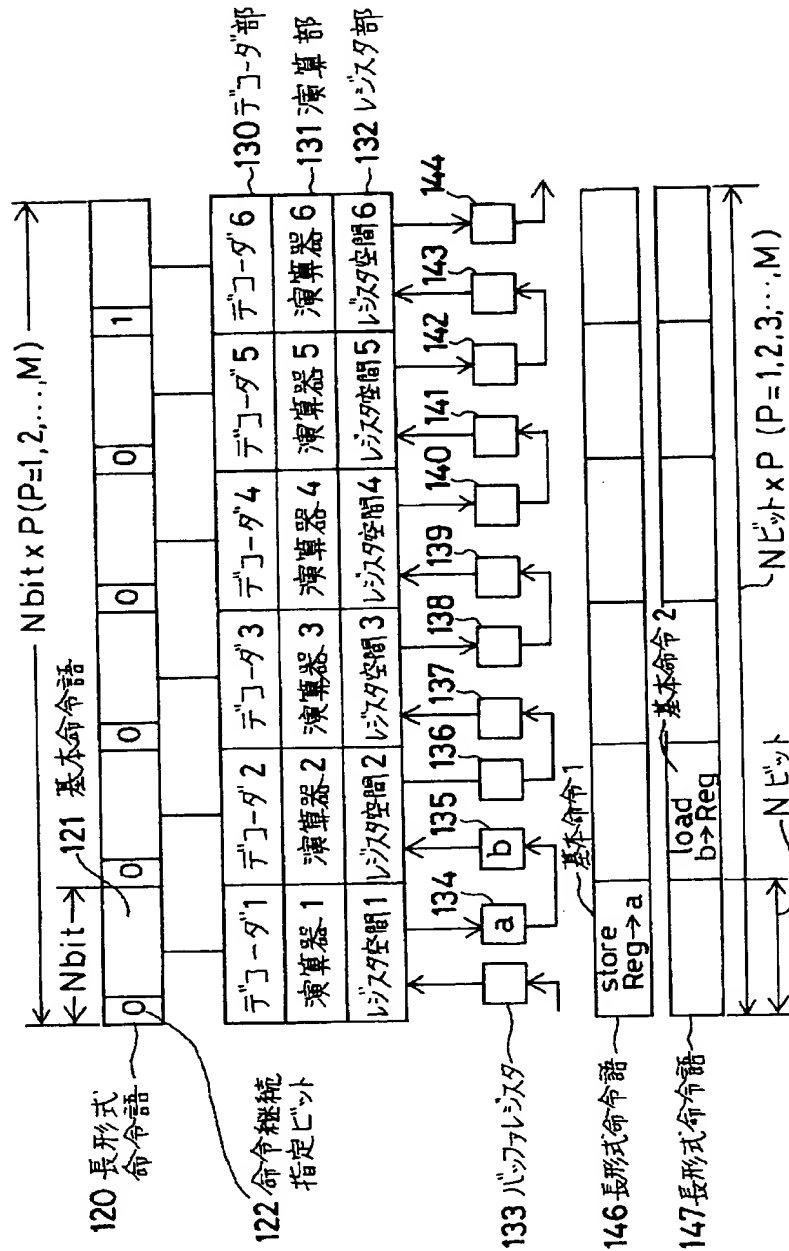 Nbit×P(P=1,2,…,M)
Nbit
121 基本命令語
120 長形式
命令語
0
0
0
0
0
1
122 命令継続
指定ビット
デコーダ1
デコーダ2
デコーダ3
デコーダ4
デコーダ5
デコーダ6
130 デコーダ部
演算器1
演算器2
演算器3
演算器4
演算器5
演算器6
131 演算部
レジスタ空間1
レジスタ空間2
レジスタ空間3
レジスタ空間4
レジスタ空間5
レジスタ空間6
132 レジスタ部
133 バッファレジスタ
134
135
136
137
138
139
140
141
142
143
144
a
b
基本命令1
146 長形式命令語
store
Reg→a
基本命令2
147 長形式命令語
load
b→Reg
Nビット
Nビット×P (P=1,2,3,…,M)